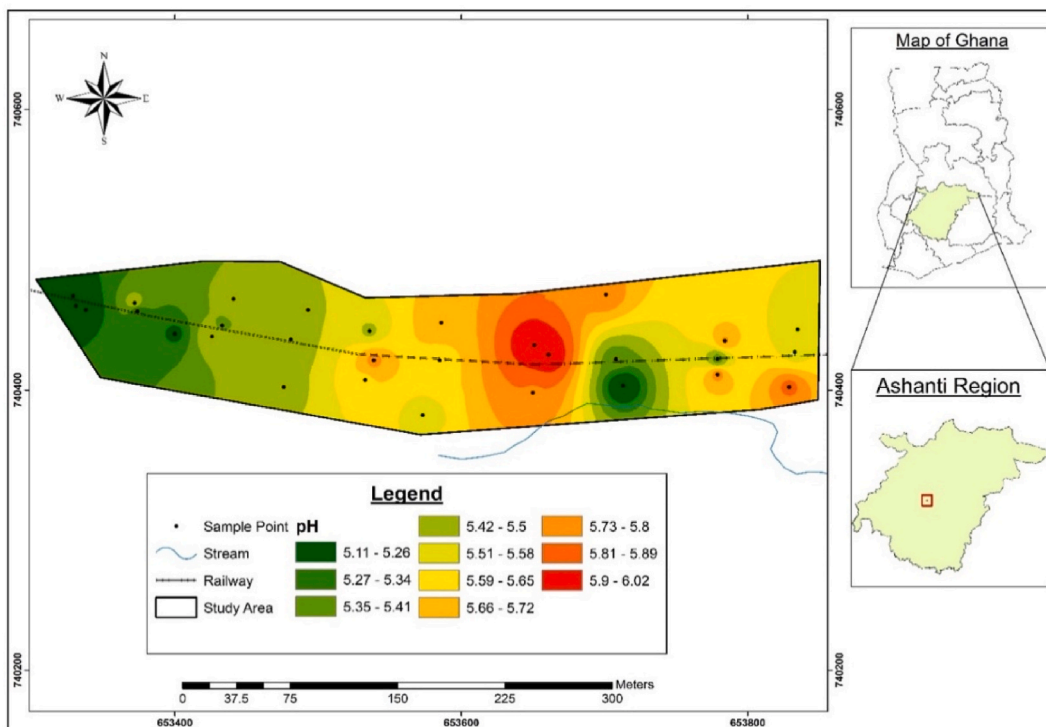 N
W E
S
740600
740400
740200
740600
740400
740200
Legend
Sample Point
Stream
Railway
Study Area
pH
5.11 - 5.26
5.27 - 5.34
5.35 - 5.41
5.42 - 5.5
5.51 - 5.58
5.59 - 5.65
5.66 - 5.72
5.73 - 5.8
5.81 - 5.89
5.9 - 6.02
Meters
0 37.5 75 150 225 300
653400 653600 653800
Map of Ghana
Ashanti Region